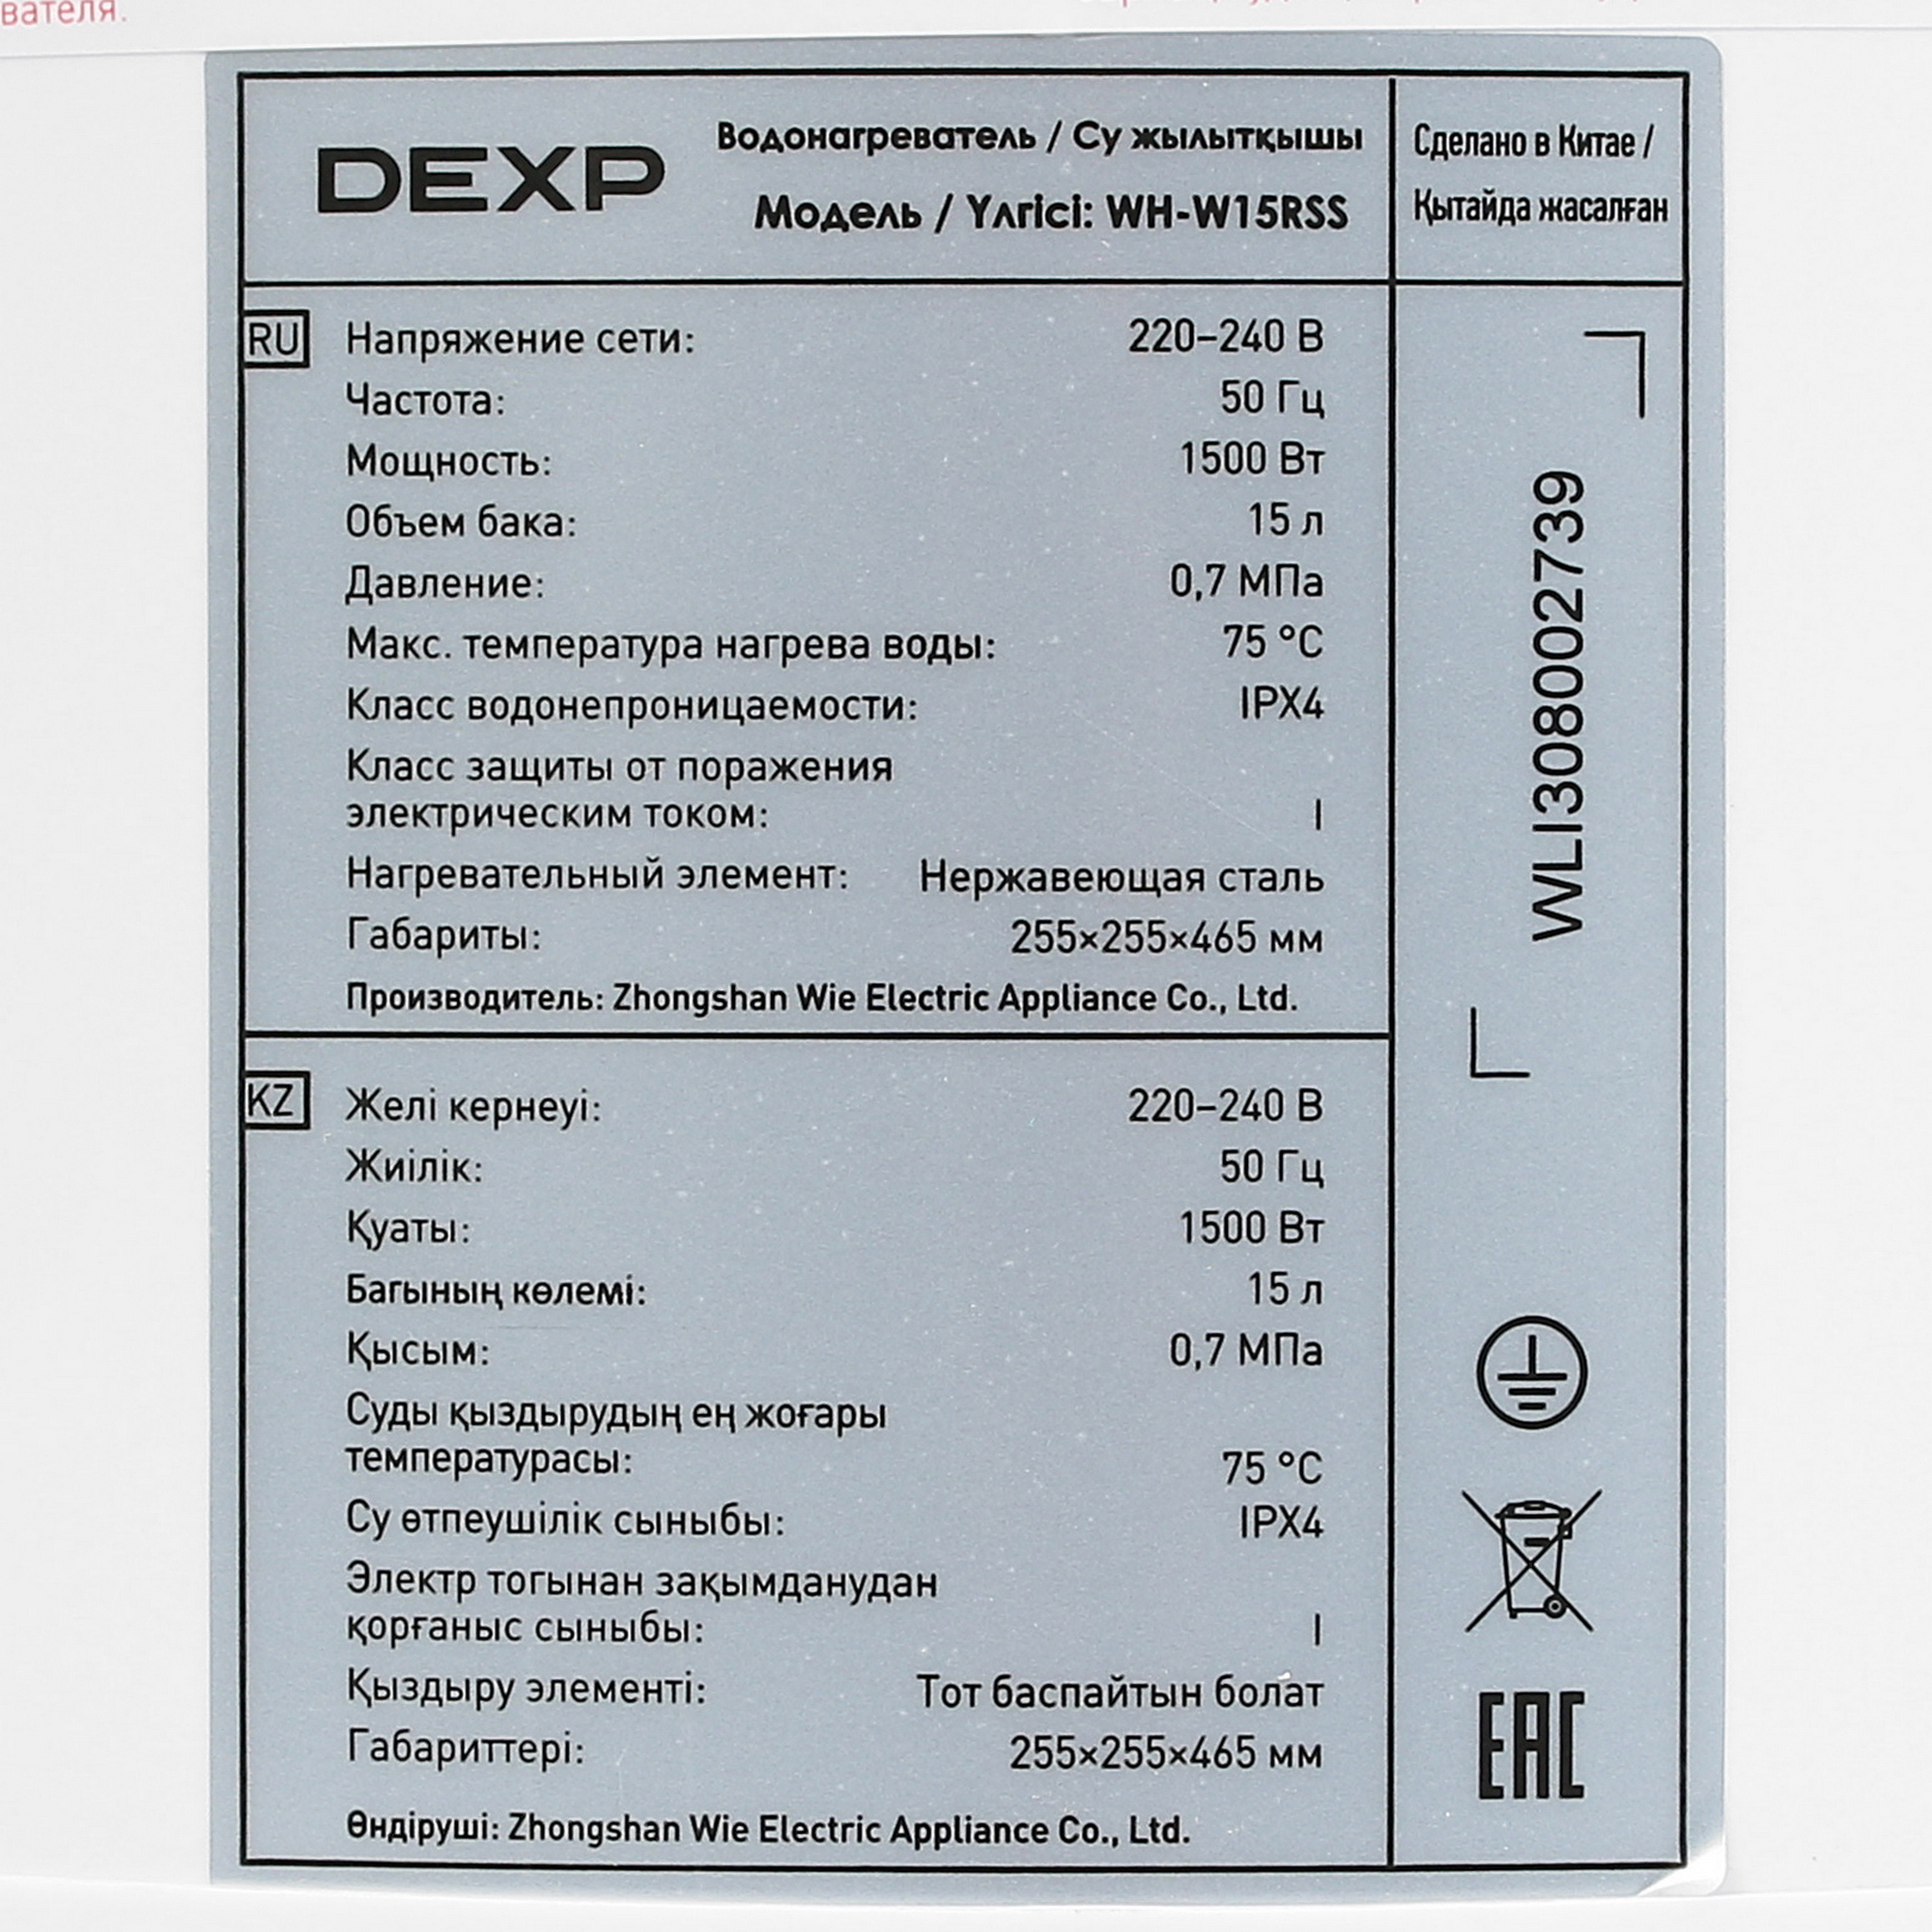 вателя.
DEXP
Водонагреватель / Су жылытқышы
Модель / Үлгісі: WH-W15RSS
Сделано в Китае /
Қытайда жасалған
RU
Напряжение сети: 220–240 В
Частота: 50 Гц
Мощность: 1500 Вт
Объем бака: 15 л
Давление: 0,7 МПа
Макс. температура нагрева воды: 75 °C
Класс водонепроницаемости: IPX4
Класс защиты от поражения
электрическим током: I
Нагревательный элемент: Нержавеющая сталь
Габариты: 255×255×465 мм
Производитель: Zhongshan Wie Electric Appliance Co., Ltd.
KZ
Желі кернеуі: 220–240 В
Жиілік: 50 Гц
Қуаты: 1500 Вт
Багының көлемі: 15 л
Қысым: 0,7 МПа
Суды қыздырудың ең жоғары
температурасы: 75 °C
Су өтпеушілік сыныбы: IPX4
Электр тогынан зақымданудан
қорғаныс сыныбы: I
Қыздыру элементі: Тот баспайтын болат
Габариттері: 255×255×465 мм
Өндіруші: Zhongshan Wie Electric Appliance Co., Ltd.
WLI308002739
EAC